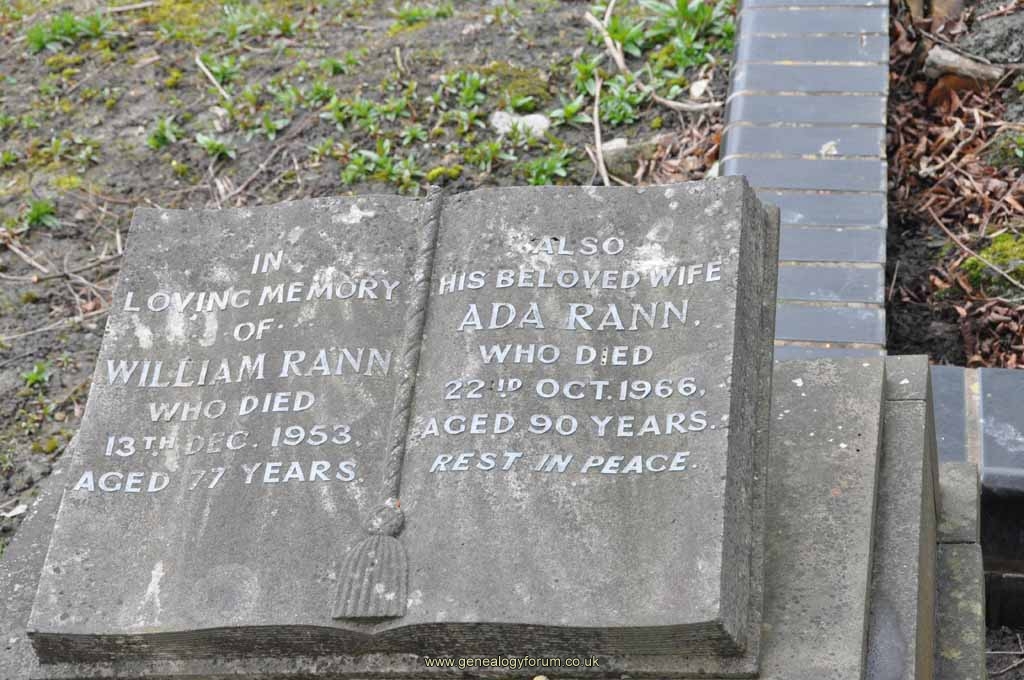 IN
LOVING MEMORY
OF
WILLIAM RANN
WHO DIED
13TH DEC. 1953.
AGED 77 YEARS.
ALSO
HIS BELOVED WIFE
ADA RANN,
WHO DIED
22ND OCT. 1966,
AGED 90 YEARS.
REST IN PEACE.
www.genealogyforum.co.uk